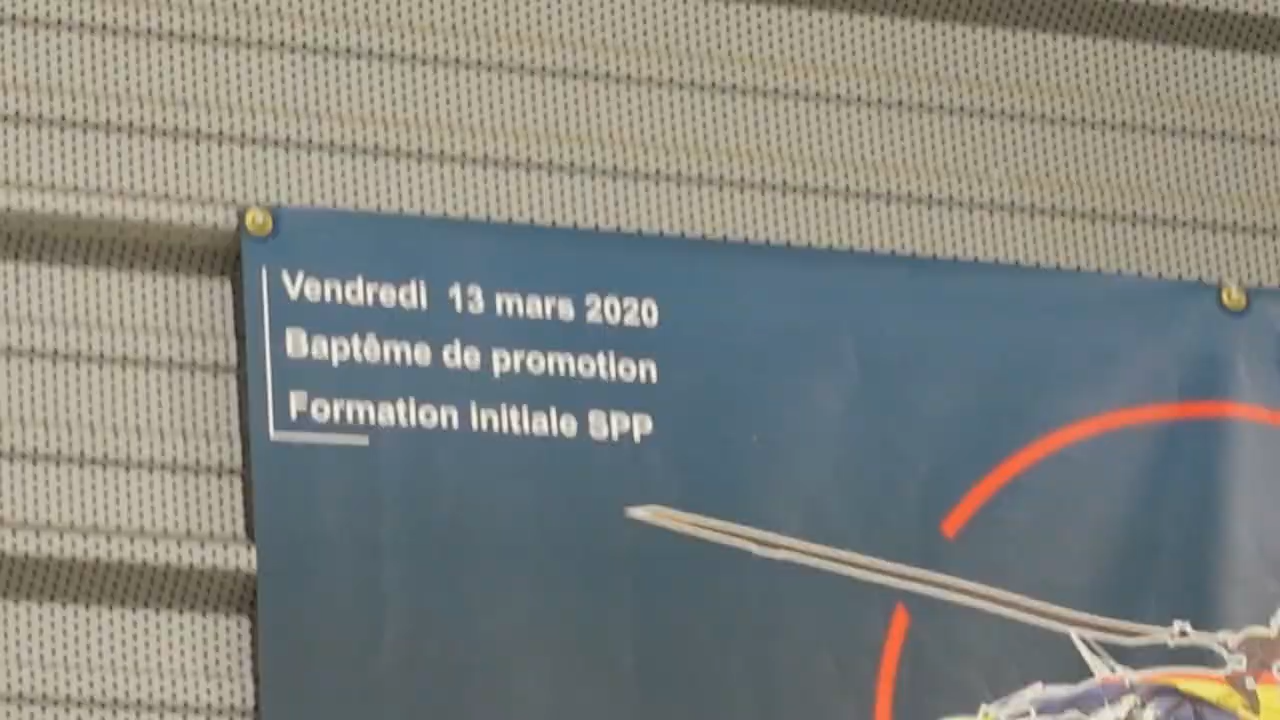 Vendredi 13 mars 2020
Baptême de promotion
Formation initiale SPP